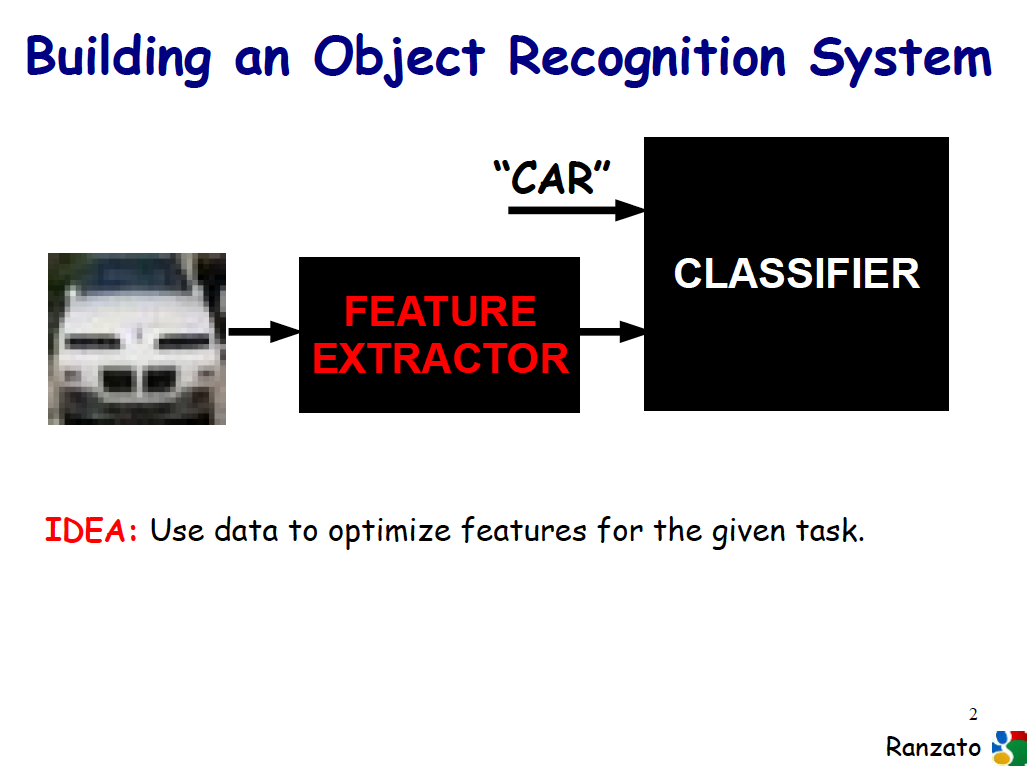 Building an Object Recognition System
“CAR”
CLASSIFIER
FEATURE
EXTRACTOR
IDEA: Use data to optimize features for the given task.
2
Ranzato